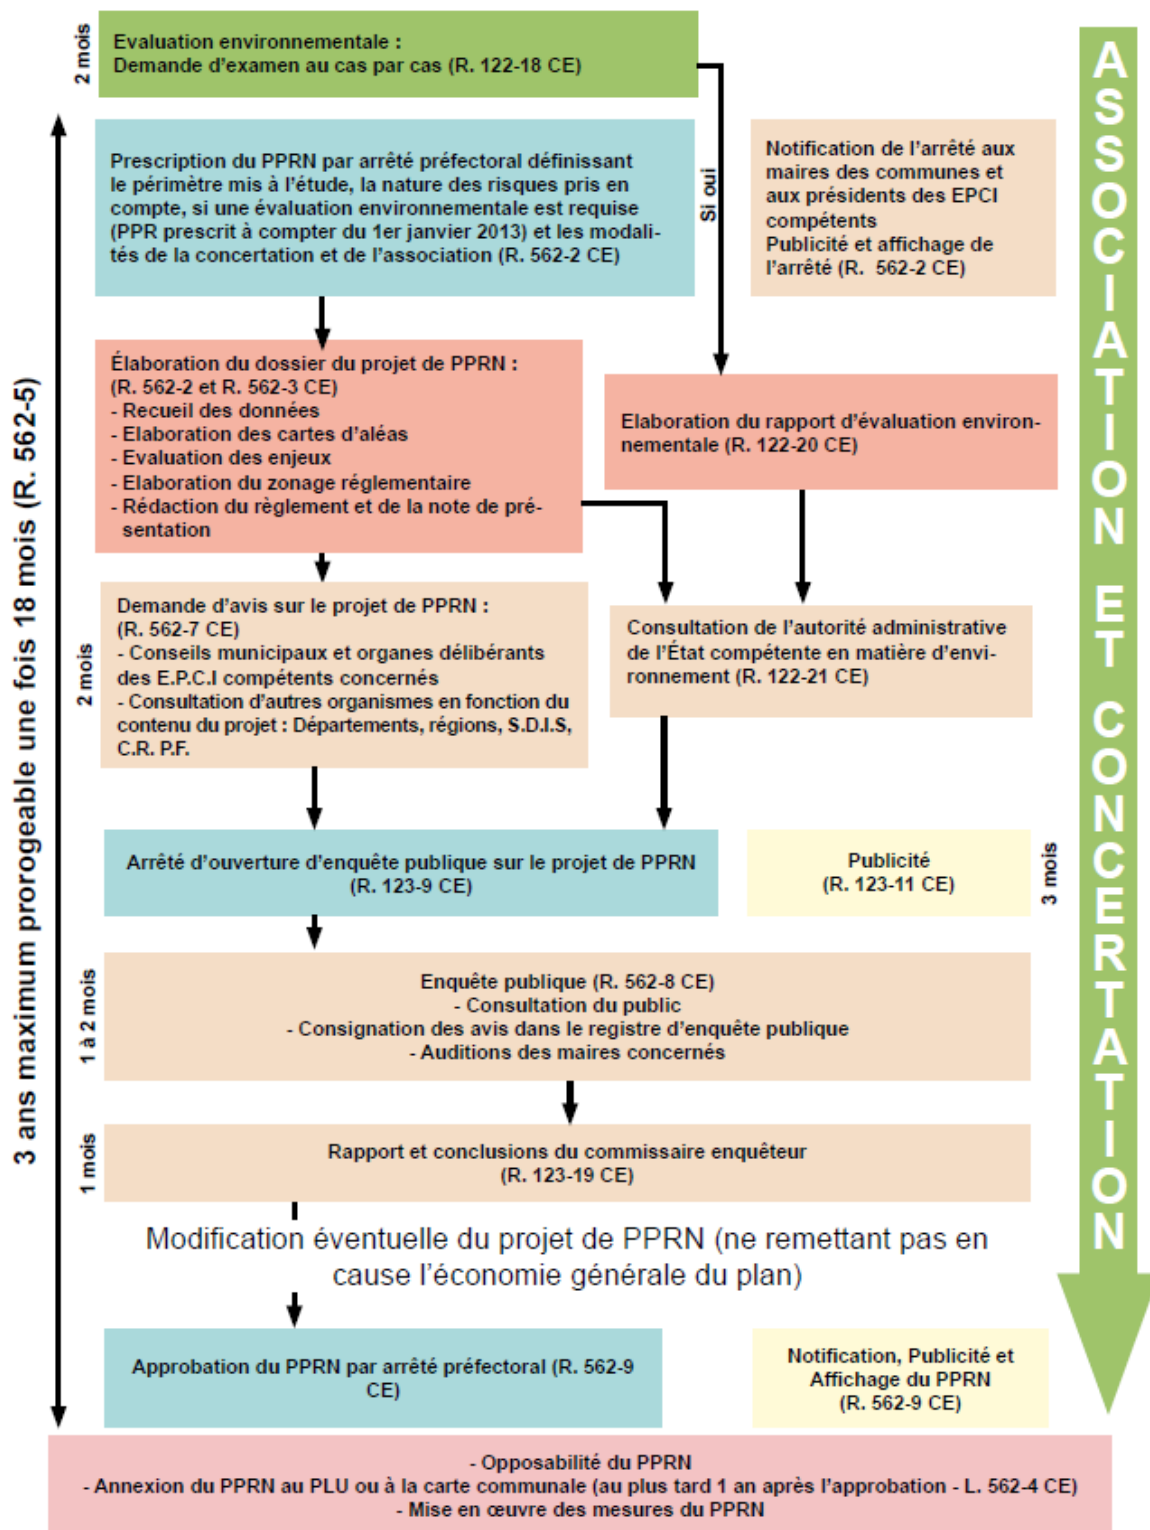 2 mois
Evaluation environnementale :
Demande d'examen au cas par cas (R. 122-18 CE)
3 ans maximum prorogeable une fois 18 mois (R. 562-5)
ASSOCIATION ET CONCERTATION
Prescription du PPRN par arrêté préfectoral définissant
le périmètre mis à l'étude, la nature des risques pris en
compte, si une évaluation environnementale est requise
(PPR prescrit à compter du 1er janvier 2013) et les modali-
tés de la concertation et de l'association (R. 562-2 CE)
Si oui
Notification de l'arrêté aux
maires des communes et
aux présidents des EPCI
compétents
Publicité et affichage de
l'arrêté (R. 562-2 CE)
Élaboration du dossier du projet de PPRN :
(R. 562-2 et R. 562-3 CE)
- Recueil des données
- Elaboration des cartes d'aléas
- Evaluation des enjeux
- Elaboration du zonage réglementaire
- Rédaction du règlement et de la note de pré-
sentation
Elaboration du rapport d'évaluation environ-
nementale (R. 122-20 CE)
2 mois
Demande d'avis sur le projet de PPRN :
(R. 562-7 CE)
- Conseils municipaux et organes délibérants
des E.P.C.I compétents concernés
- Consultation d'autres organismes en fonction du
contenu du projet : Départements, régions, S.D.I.S,
C.R. P.F.
Consultation de l'autorité administrative
de l'État compétente en matière d'envi-
ronnement (R. 122-21 CE)
Arrêté d'ouverture d'enquête publique sur le projet de PPRN
(R. 123-9 CE)
Publicité
(R. 123-11 CE)
3 mois
1 à 2 mois
Enquête publique (R. 562-8 CE)
- Consultation du public
- Consignation des avis dans le registre d'enquête publique
- Auditions des maires concernés
1 mois
Rapport et conclusions du commissaire enquêteur
(R. 123-19 CE)
Modification éventuelle du projet de PPRN (ne remettant pas en
cause l'économie générale du plan)
Approbation du PPRN par arrêté préfectoral (R. 562-9
CE)
Notification, Publicité et
Affichage du PPRN
(R. 562-9 CE)
- Opposabilité du PPRN
- Annexion du PPRN au PLU ou à la carte communale (au plus tard 1 an après l'approbation - L. 562-4 CE)
- Mise en œuvre des mesures du PPRN